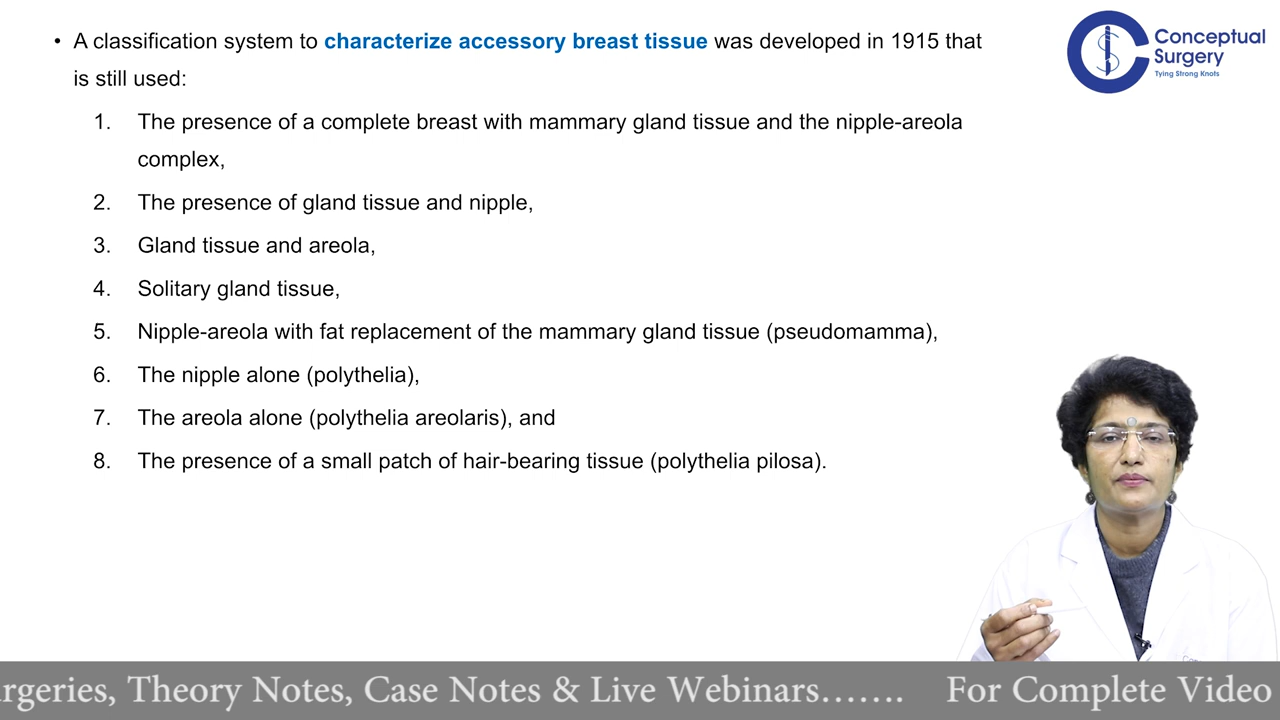 • A classification system to characterize accessory breast tissue was developed in 1915 that
is still used:
1. The presence of a complete breast with mammary gland tissue and the nipple-areola
complex,
2. The presence of gland tissue and nipple,
3. Gland tissue and areola,
4. Solitary gland tissue,
5. Nipple-areola with fat replacement of the mammary gland tissue (pseudomamma),
6. The nipple alone (polythelia),
7. The areola alone (polythelia areolaris), and
8. The presence of a small patch of hair-bearing tissue (polythelia pilosa).
Conceptual
Surgery
Tying Strong Knots
urgeries, Theory Notes, Case Notes & Live Webinars……. For Complete Video